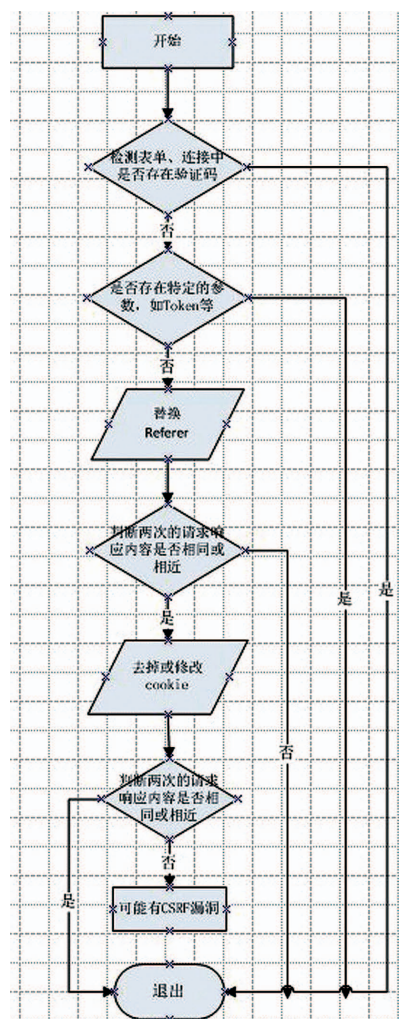 开始
检测表单、连接中
是否存在验证码
否
是否存在特定的参
数，如Token等
否
替换
Referer
判断两次的请求响
应内容是否相同或
相近
是
是
是
去掉或修改
cookie
否
判断两次的请求
响应内容是否相
同或相近
否
是
可能有CSRF漏洞
退出